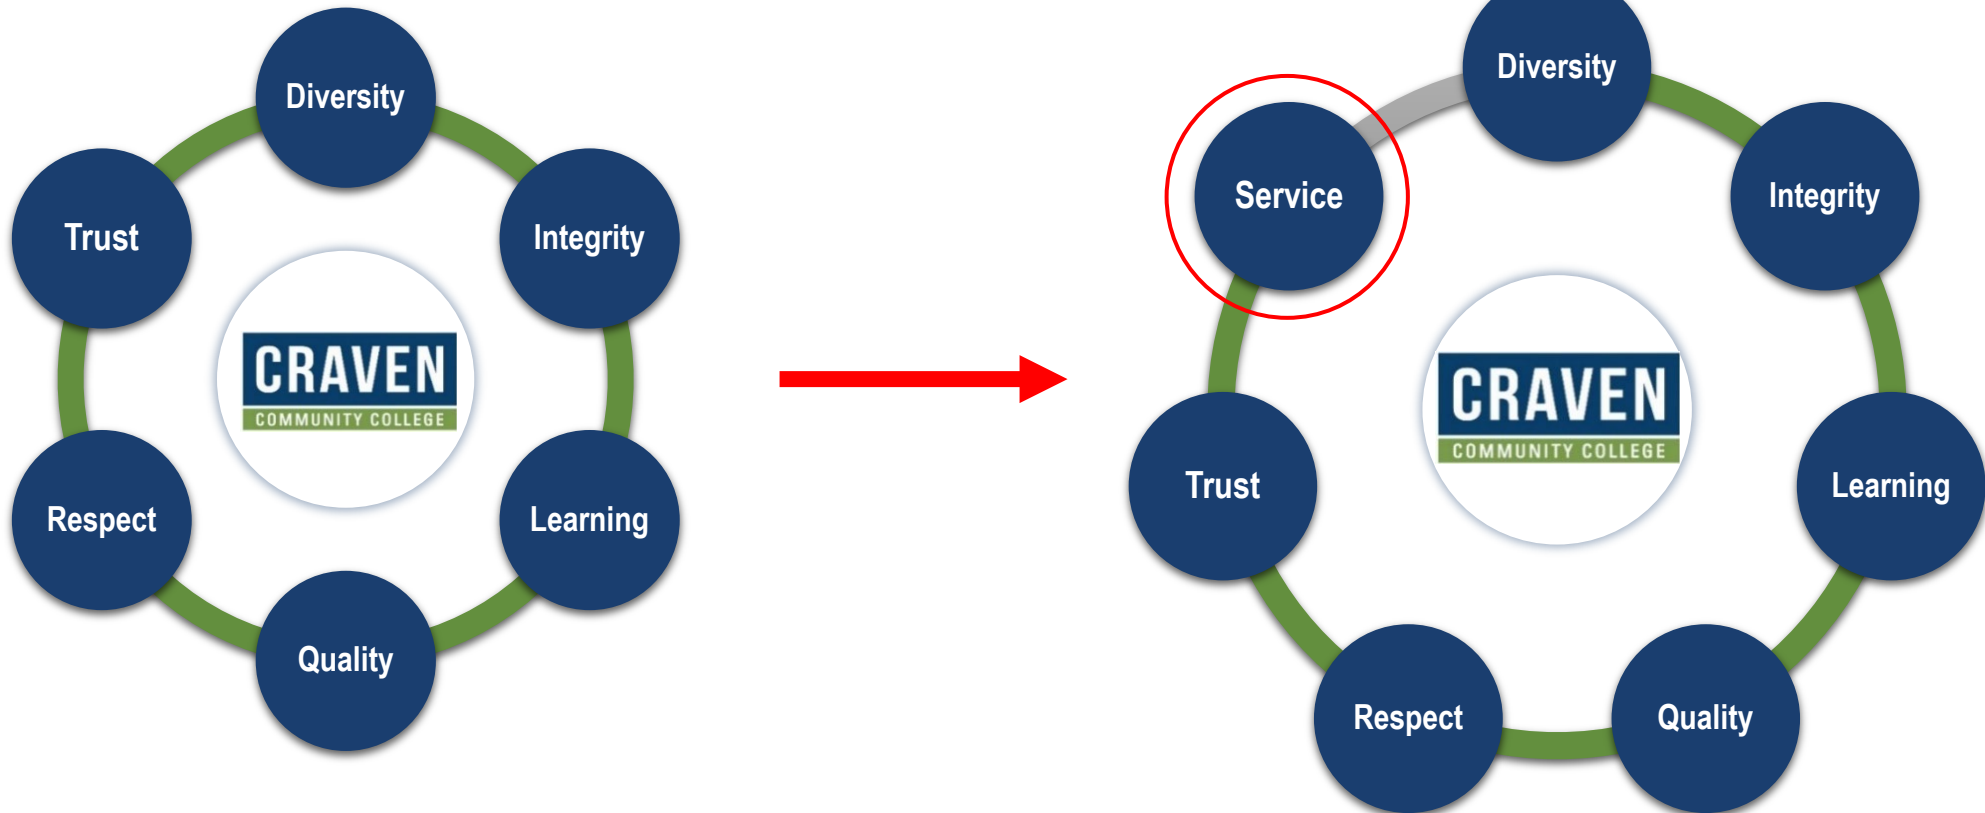 Diversity
Integrity
Learning
Quality
Respect
Trust
CRAVEN
COMMUNITY COLLEGE
Diversity
Integrity
Learning
Quality
Respect
Trust
Service
CRAVEN
COMMUNITY COLLEGE